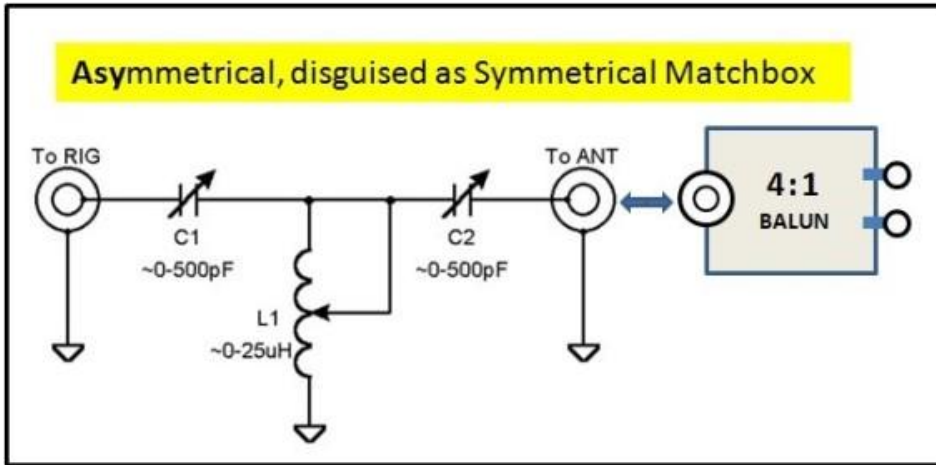 Asymmetrical, disguised as Symmetrical Matchbox
To RIG
To ANT
4:1
BALUN
C1
~0-500pF
C2
~0-500pF
L1
~0-25uH